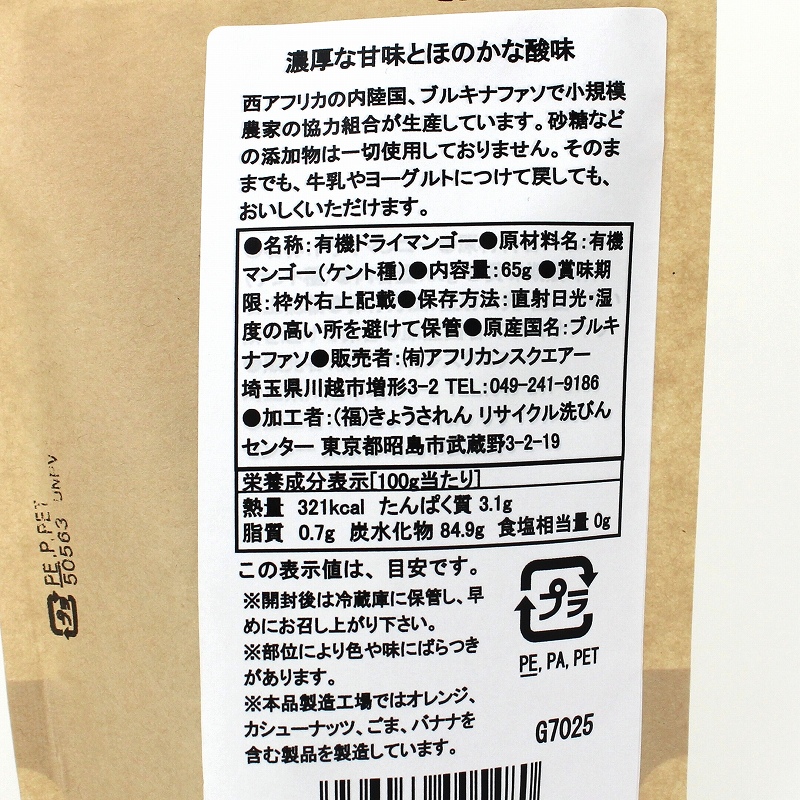 濃厚な甘味とほのかな酸味
西アフリカの内陸国、ブルキナファソで小規模
農家の協力組合が生産しています。砂糖など
の添加物は一切使用しておりません。そのま
までも、牛乳やヨーグルトにつけて戻しても、
おいしくいただけます。
●名称：有機ドライマンゴー●原材料名：有機
マンゴー（ケント種）●内容量：65g ●賞味期
限：枠外右上記載●保存方法：直射日光・湿
度の高い所を避けて保管●原産国名：ブルキ
ナファソ●販売者：㈲アフリカンスクエアー
埼玉県川越市増形3-2 TEL：049-241-9186
●加工者：（福）きょうされん リサイクル洗びん
センター 東京都昭島市武蔵野3-2-19
栄養成分表示[100g当たり]
熱量 321kcal たんぱく質 3.1g
脂質 0.7g 炭水化物 84.9g 食塩相当量 0g
この表示値は、目安です。
※開封後は冷蔵庫に保管し、早
めにお召し上がり下さい。
※部位により色や味にばらつき
があります。
※本品製造工場ではオレンジ、
カシューナッツ、ごま、バナナを
含む製品を製造しています。
プラ
PE, PA, PET
G7025
プラ
PE,P,PET
50563